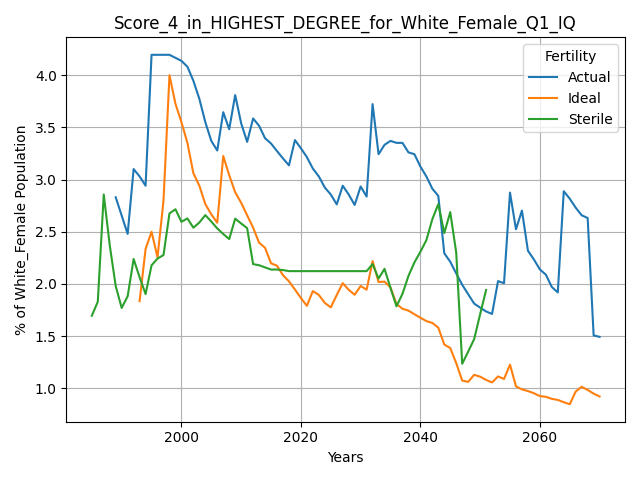 Score_4_in_HIGHEST_DEGREE_for_White_Female_Q1_IQ
Fertility
Actual
Ideal
Sterile
% of White_Female Population
4.0
3.5
3.0
2.5
2.0
1.5
1.0
2000
2020
2040
2060
Years